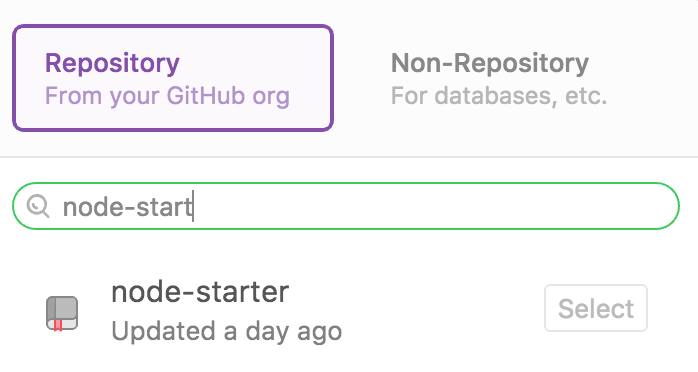 Repository
From your GitHub org
Non-Repository
For databases, etc.
node-start
node-starter
Updated a day ago
Select